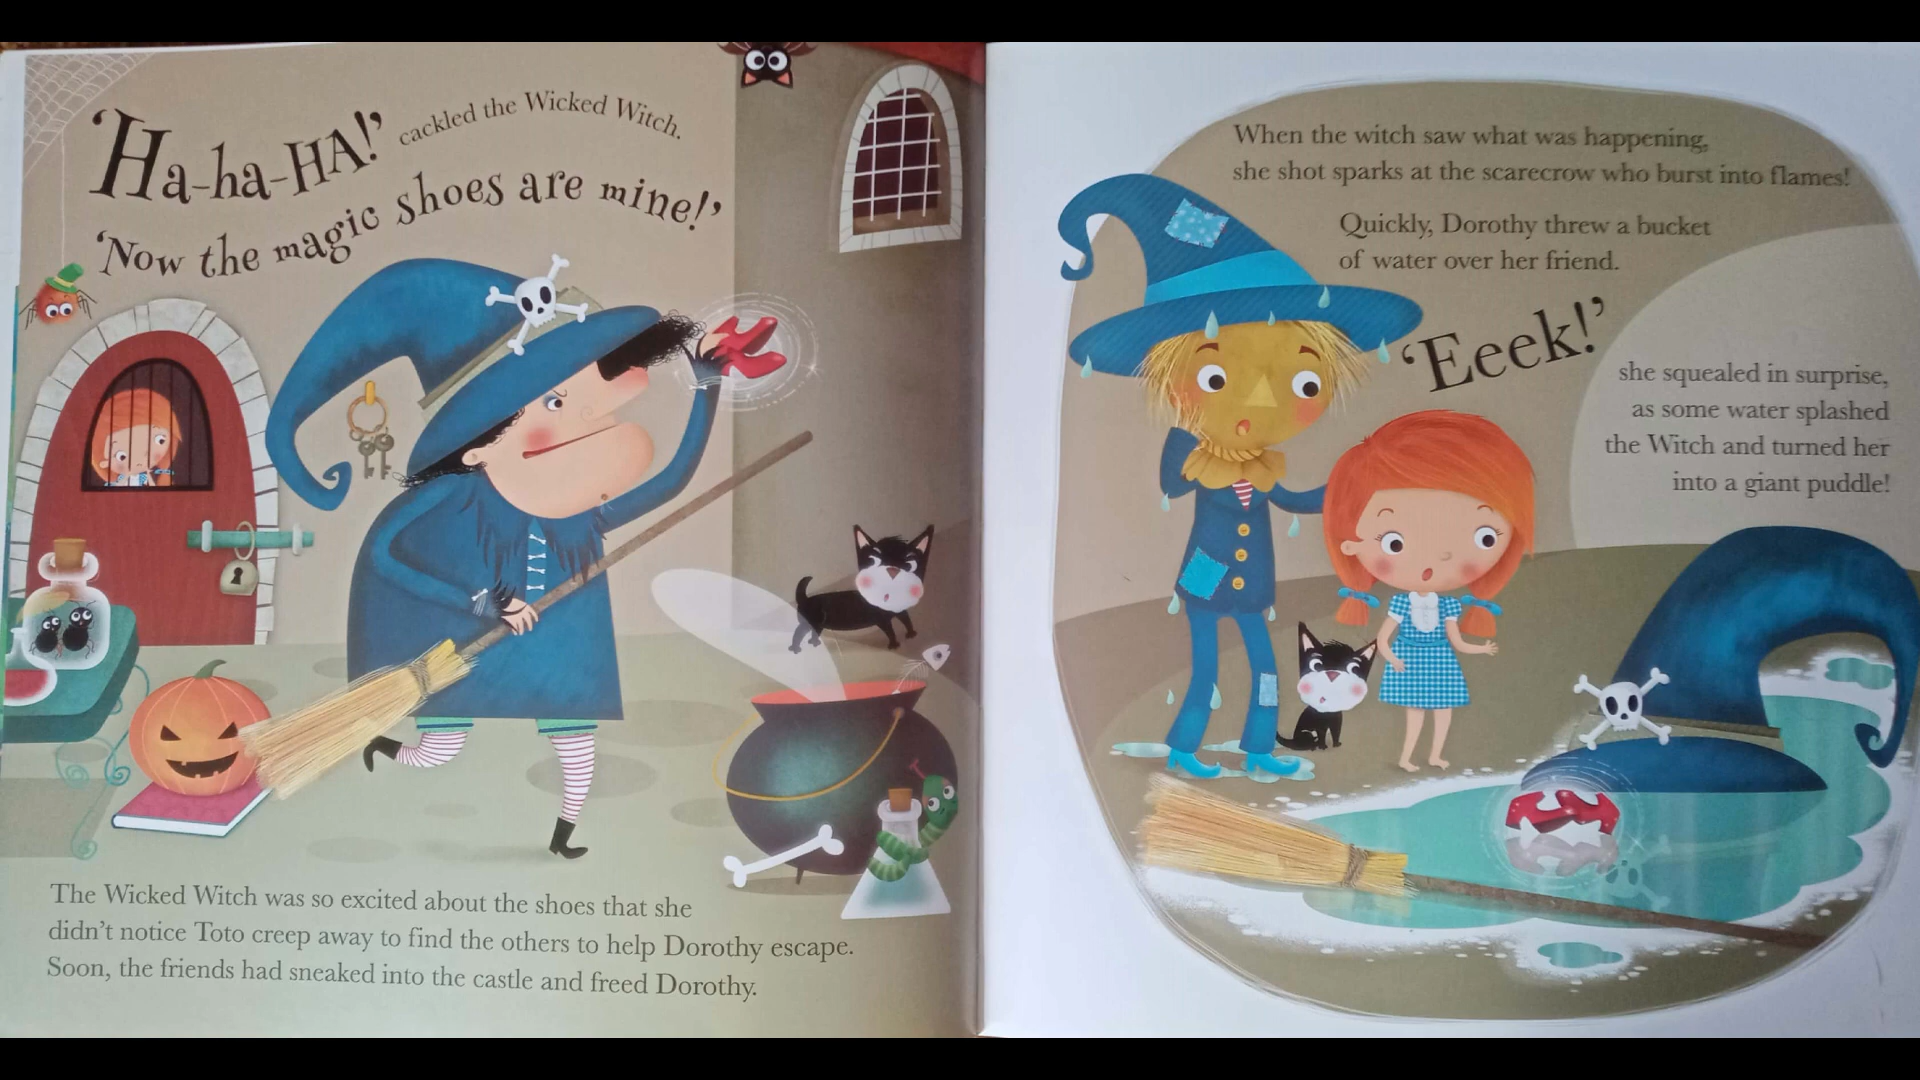 'Ha-ha-HA!' cackled the Wicked Witch.
'Now the magic shoes are mine!'
The Wicked Witch was so excited about the shoes that she
didn't notice Toto creep away to find the others to help Dorothy escape.
Soon, the friends had sneaked into the castle and freed Dorothy.
When the witch saw what was happening,
she shot sparks at the scarecrow who burst into flames!
Quickly, Dorothy threw a bucket
of water over her friend.
'Eeek!'
she squealed in surprise,
as some water splashed
the Witch and turned her
into a giant puddle!